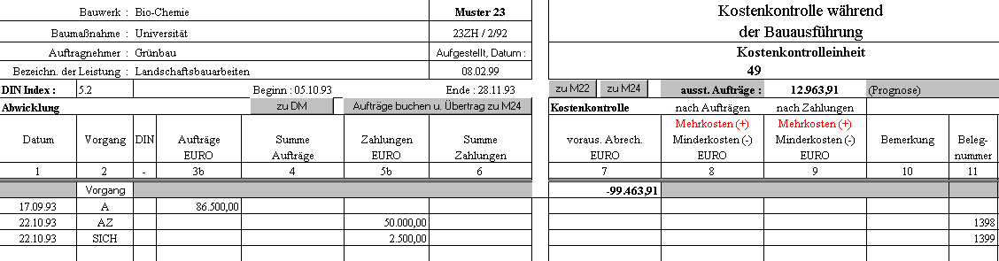 Bauwerk : Bio-Chemie Muster 23
Baumaßnahme : Universität 23ZH / 2/92
Auftragnehmer : Grünbau Aufgestellt, Datum :
Bezeichn. der Leistung : Landschaftsbauarbeiten 08.02.99
DIN Index : 5.2 Beginn : 05.10.93 Ende : 28.11.93
Abwicklung zu DM Aufträge buchen u. Übertrag zu M24
Datum Vorgang DIN Aufträge Summe Zahlungen Summe
EURO Aufträge EURO Zahlungen
1 2 - 3b 4 5b 6
Vorgang
17.09.93 A 86.500,00
22.10.93 AZ 50.000,00
22.10.93 SICH 2.500,00
Kostenkontrolle während
der Bauausführung
Kostenkontrolleinheit
49
zu M22 zu M24 ausst. Aufträge : 12.963,91 (Prognose)
Kostenkontrolle nach Aufträgen nach Zahlungen
Mehrkosten (+) Mehrkosten (+)
voraus. Abrech. Minderkosten (-) Minderkosten (-) Bemerkung Beleg-
EURO EURO EURO nummer
7 8 9 10 11
-99.463,91
1398
1399